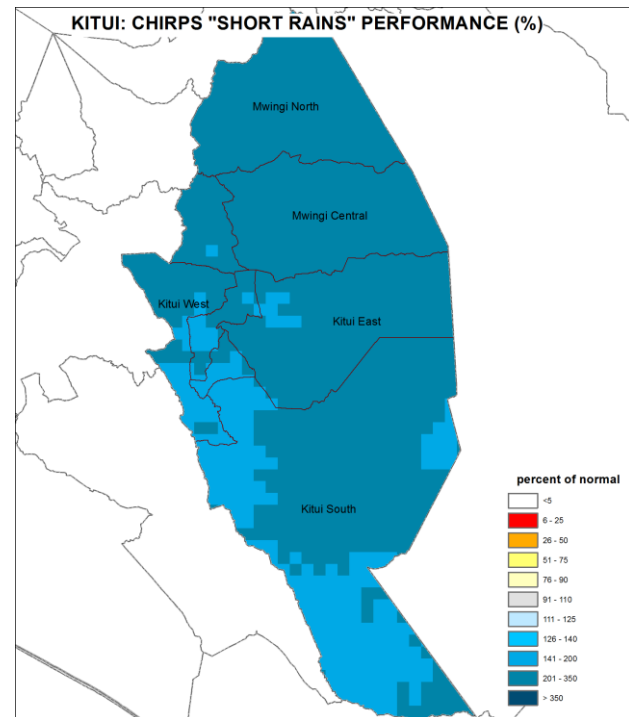 KITUI: CHIRPS "SHORT RAINS" PERFORMANCE (%)
Mwingi North
Mwingi Central
Kitui West
Kitui East
Kitui South
percent of normal
<5
6 - 25
26 - 50
51 - 75
76 - 90
91 - 110
111 - 125
126 - 140
141 - 200
201 - 350
> 350